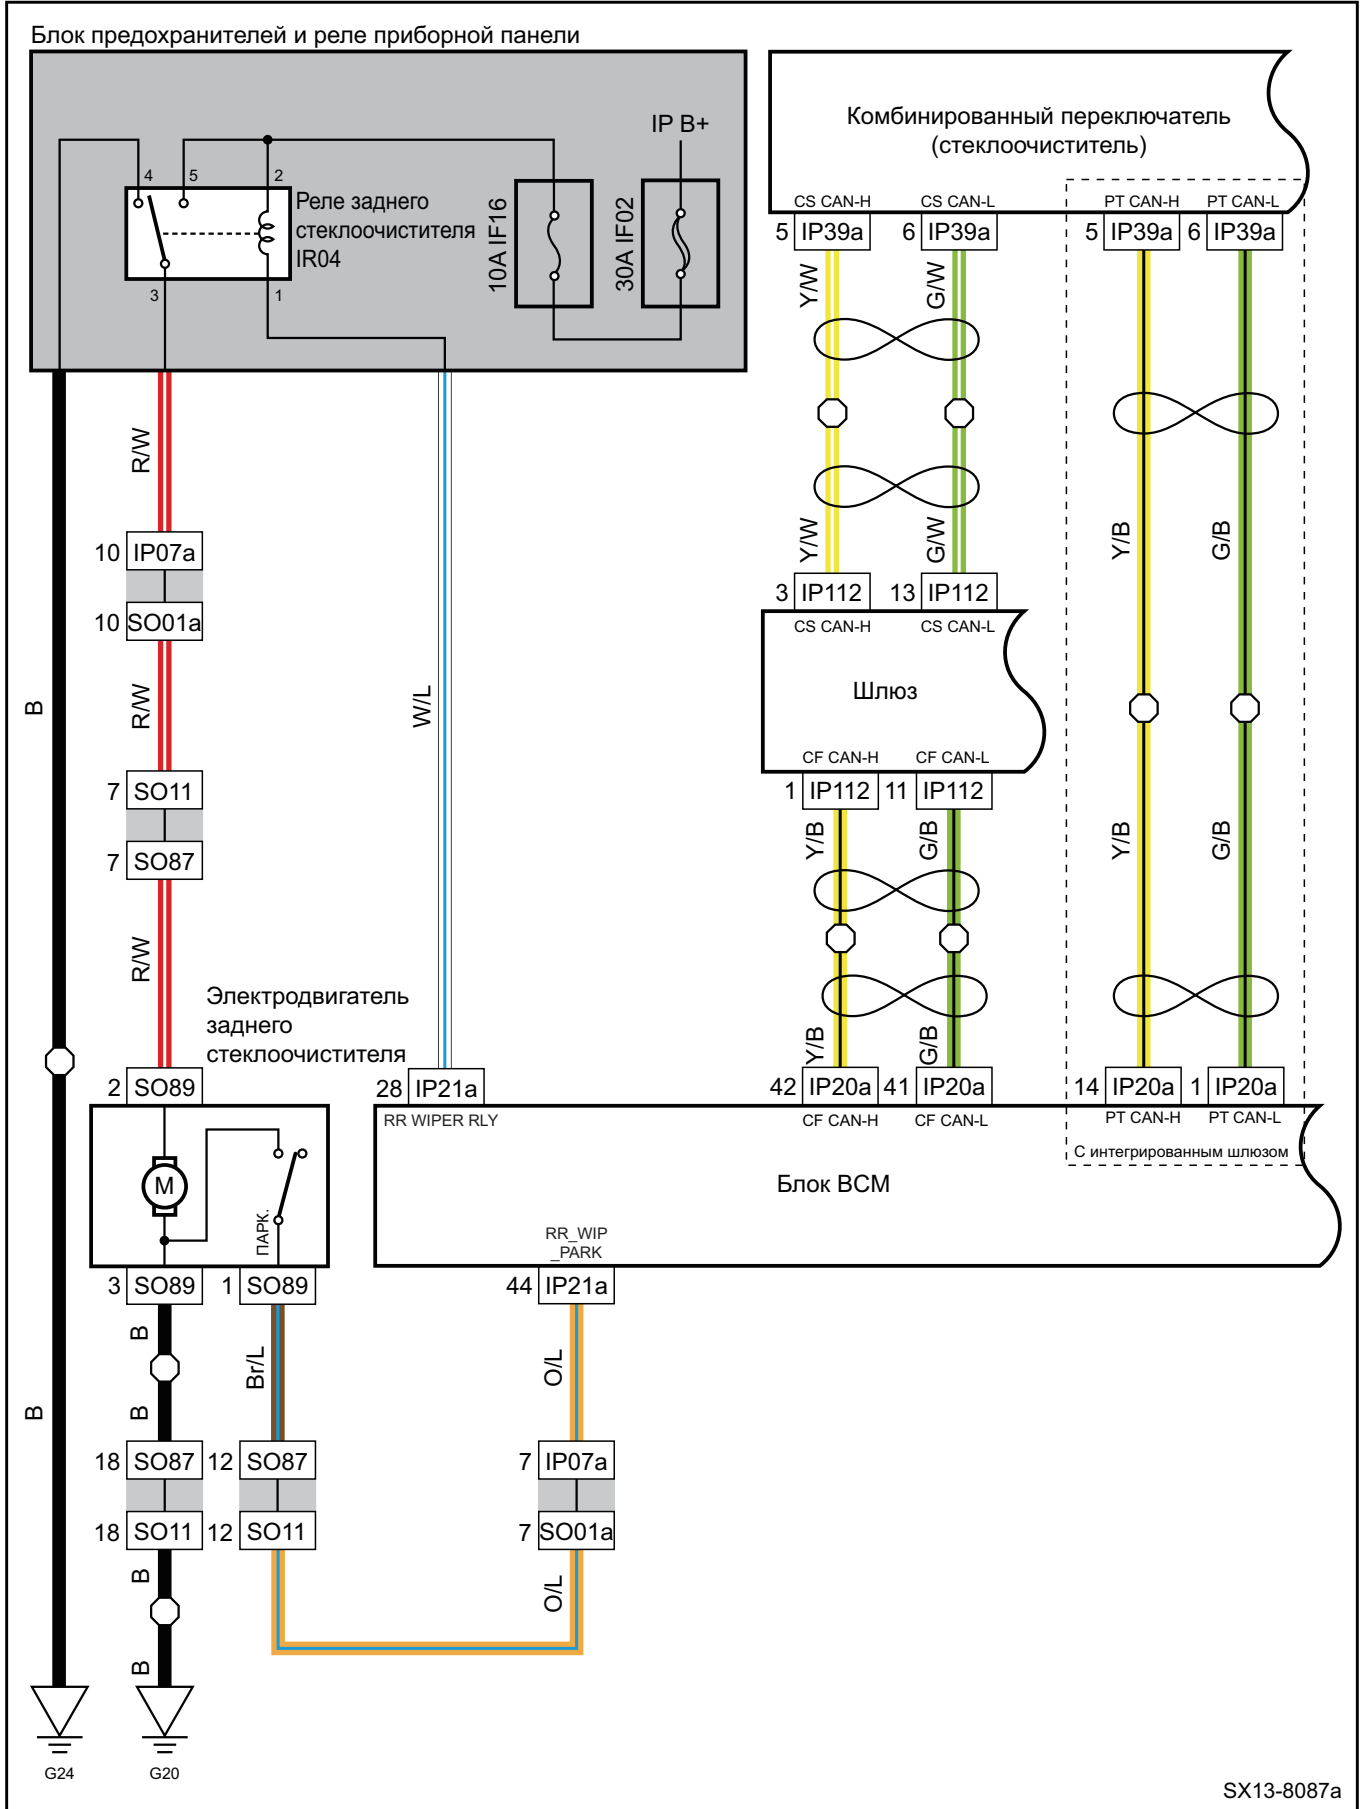 Блок предохранителей и реле приборной панели
IP B+
Комбинированный переключатель
(стеклоочиститель)
4 5 2
Реле заднего
стеклоочистителя
IR04
10A IF16
30A IF02
3 1
CS CAN-H CS CAN-L PT CAN-H PT CAN-L
5 IP39a 6 IP39a 5 IP39a 6 IP39a
Y/W G/W
R/W
Y/W G/W Y/B G/B
10 IP07a
10 SO01a
3 IP112 13 IP112
CS CAN-H CS CAN-L
Шлюз
B R/W W/L
CF CAN-H CF CAN-L
7 SO11
1 IP112 11 IP112
7 SO87
Y/B G/B Y/B G/B
R/W
Электродвигатель
заднего
стеклоочистителя
Y/B G/B
2 SO89
28 IP21a 42 IP20a 41 IP20a 14 IP20a 1 IP20a
RR WIPER RLY CF CAN-H CF CAN-L PT CAN-H PT CAN-L
С интегрированным шлюзом
M
Блок BCM
ПАРК.
RR_WIP
_PARK
3 SO89 1 SO89 44 IP21a
B Br/L O/L
B B
18 SO87 12 SO87 7 IP07a
18 SO11 12 SO11 7 SO01a
B O/L
B
G24 G20
SX13-8087a